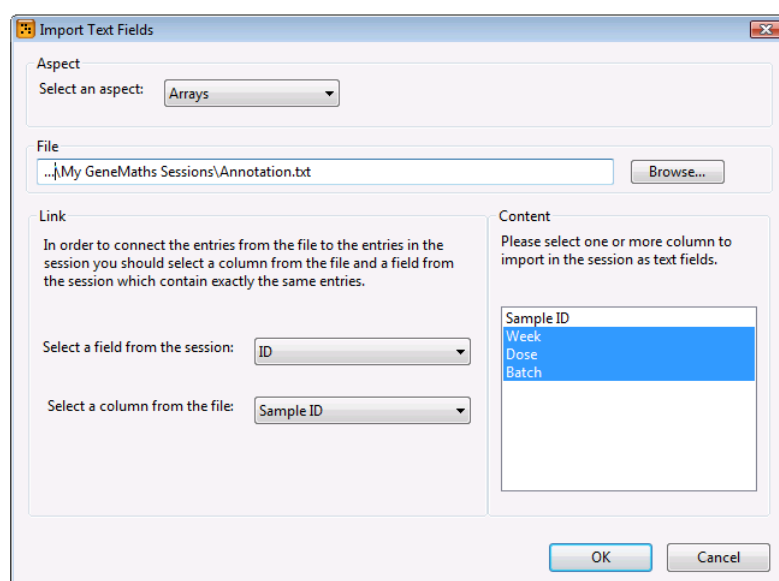 Import Text Fields
Aspect
Select an aspect:
Arrays
File
...\My GeneMaths Sessions\Annotation.txt
Browse...
Link
In order to connect the entries from the file to the entries in the
session you should select a column from the file and a field from
the session which contain exactly the same entries.
Select a field from the session:
ID
Select a column from the file:
Sample ID
Content
Please select one or more column to
import in the session as text fields.
Sample ID
Week
Dose
Batch
OK
Cancel